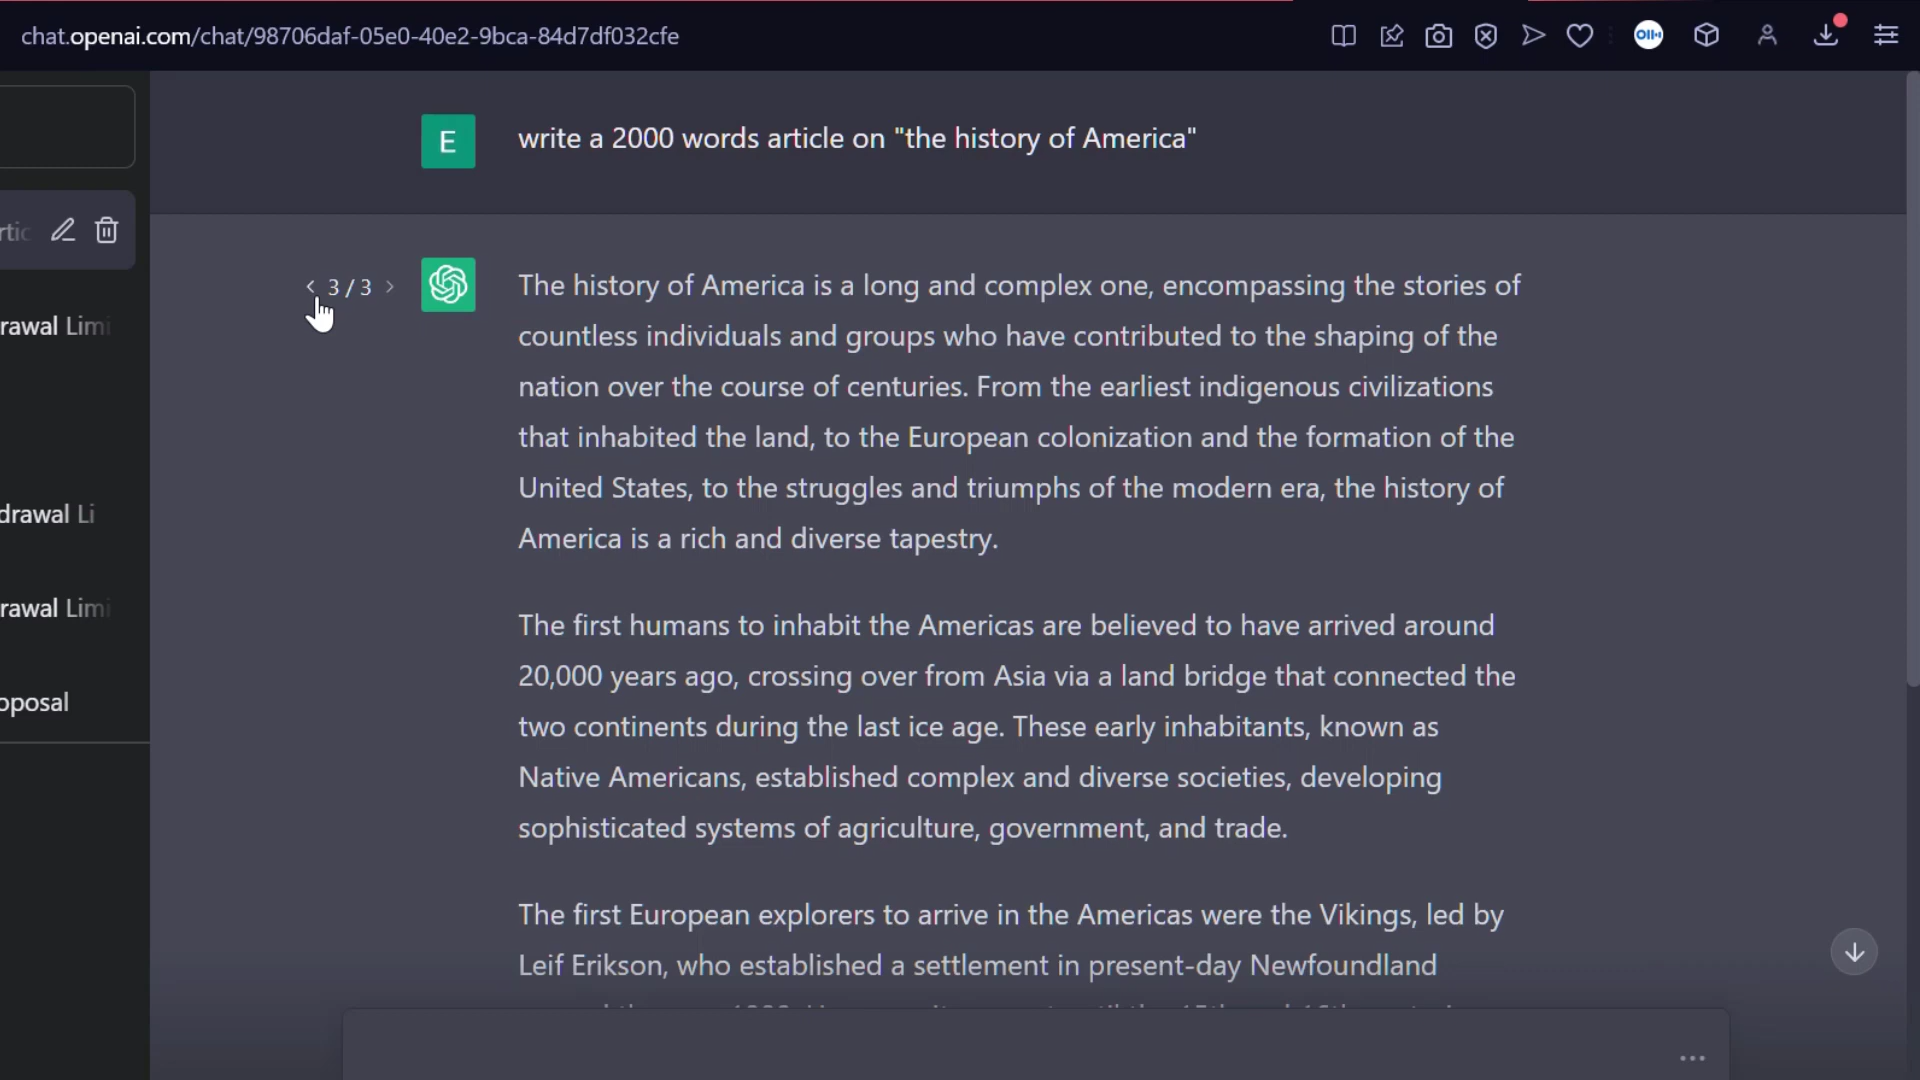 chat.openai.com/chat/98706daf-05e0-40e2-9bca-84d7df032cfe
E
write a 2000 words article on "the history of America"
< 3 / 3 >
rawal Limi
drawal Li
rawal Limi
oposal
The history of America is a long and complex one, encompassing the stories of
countless individuals and groups who have contributed to the shaping of the
nation over the course of centuries. From the earliest indigenous civilizations
that inhabited the land, to the European colonization and the formation of the
United States, to the struggles and triumphs of the modern era, the history of
America is a rich and diverse tapestry.
The first humans to inhabit the Americas are believed to have arrived around
20,000 years ago, crossing over from Asia via a land bridge that connected the
two continents during the last ice age. These early inhabitants, known as
Native Americans, established complex and diverse societies, developing
sophisticated systems of agriculture, government, and trade.
The first European explorers to arrive in the Americas were the Vikings, led by
Leif Erikson, who established a settlement in present-day Newfoundland